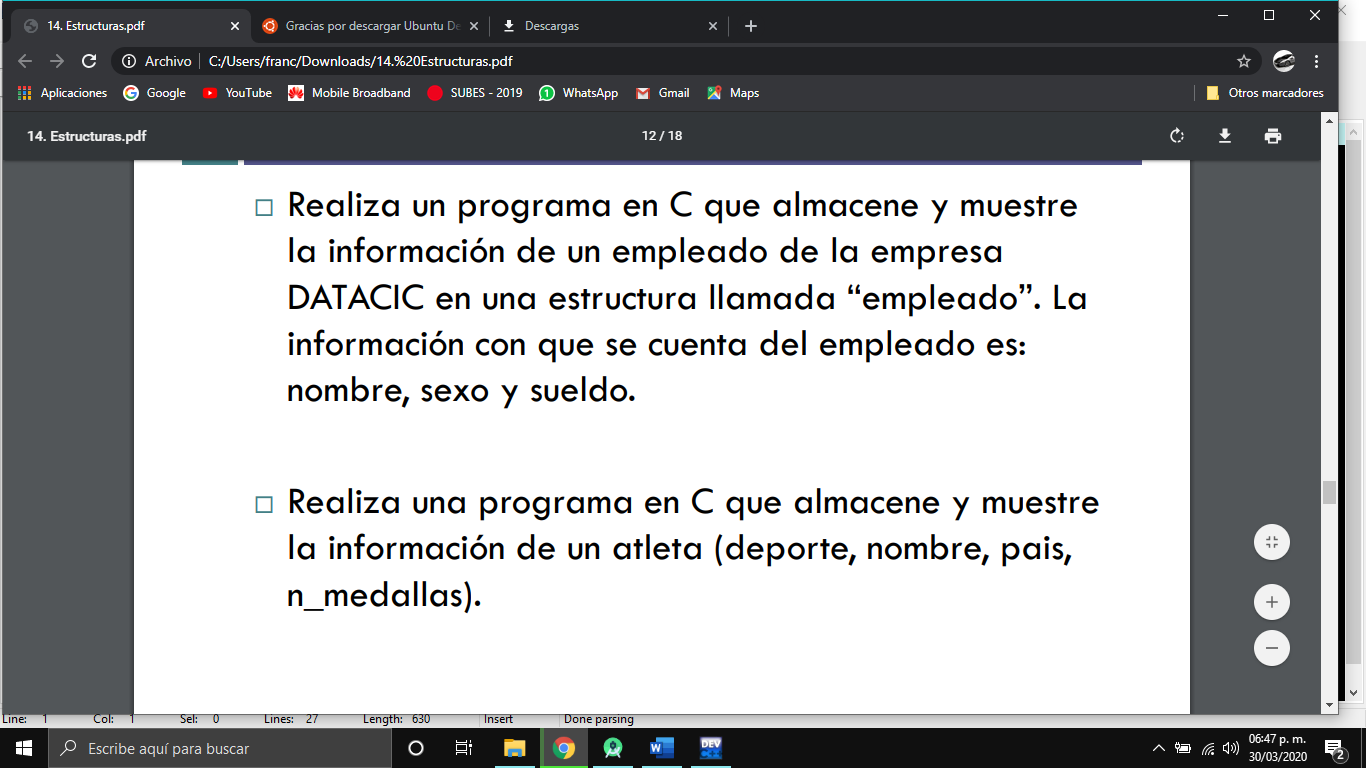 14. Estructuras.pdf
Gracias por descargar Ubuntu De
Descargas
Archivo
C:/Users/franc/Downloads/14.%20Estructuras.pdf
Aplicaciones
Google
YouTube
Mobile Broadband
SUBES - 2019
1
WhatsApp
Gmail
Maps
Otros marcadores
14. Estructuras.pdf
12 / 18
Realiza un programa en C que almacene y muestre
la información de un empleado de la empresa
DATACIC en una estructura llamada “empleado”. La
información con que se cuenta del empleado es:
nombre, sexo y sueldo.
Realiza una programa en C que almacene y muestre
la información de un atleta (deporte, nombre, pais,
n_medallas).
Line: 1 Col: 1 Sel: 0 Lines: 27 Length: 630 Insert Done parsing
Escribe aquí para buscar
W
DEV
C++
06:47 p. m.
30/03/2020
2